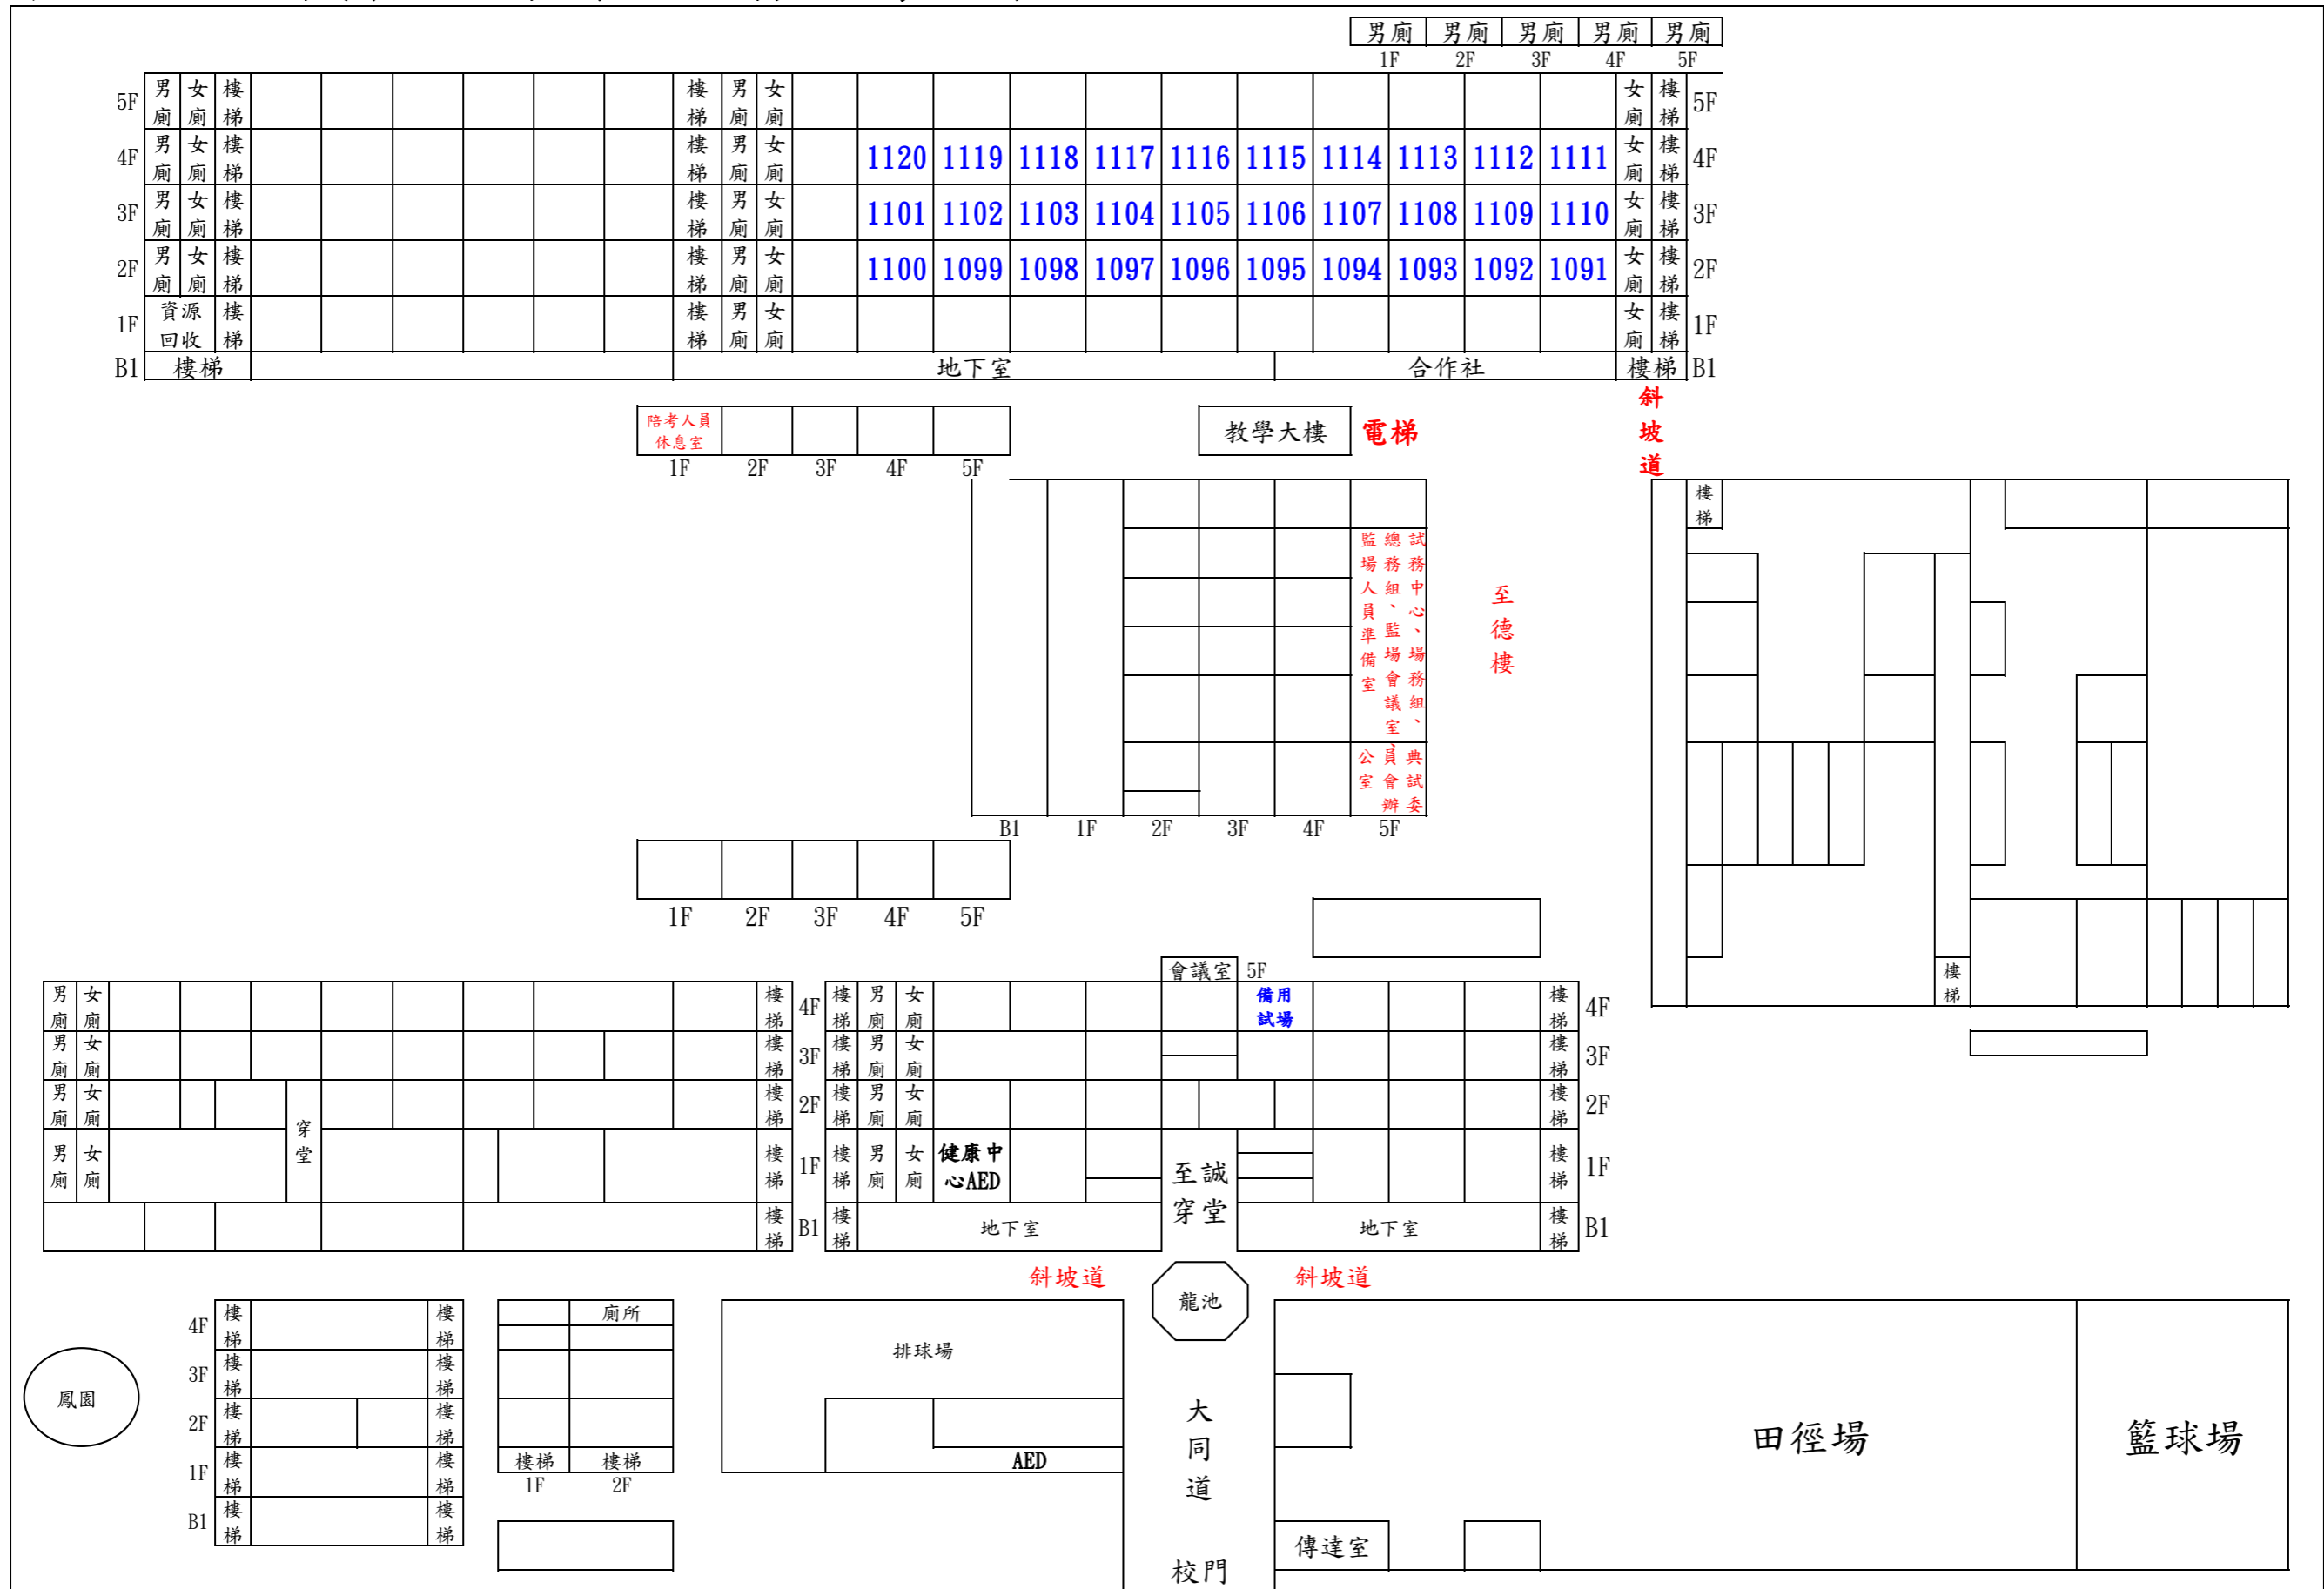 男廁 男廁 男廁 男廁 男廁
1F 2F 3F 4F 5F
5F 男廁 女廁 樓梯 樓梯 男廁 女廁 女廁 樓梯 5F
4F 男廁 女廁 樓梯 樓梯 男廁 女廁 1120 1119 1118 1117 1116 1115 1114 1113 1112 1111 女廁 樓梯 4F
3F 男廁 女廁 樓梯 樓梯 男廁 女廁 1101 1102 1103 1104 1105 1106 1107 1108 1109 1110 女廁 樓梯 3F
2F 男廁 女廁 樓梯 樓梯 男廁 女廁 1100 1099 1098 1097 1096 1095 1094 1093 1092 1091 女廁 樓梯 2F
1F 資源回收 樓梯 樓梯 男廁 女廁 女廁 樓梯 1F
B1 樓梯 地下室 合作社 樓梯 B1
斜坡道
陪考人員
休息室
1F 2F 3F 4F 5F
教學大樓 電梯
樓梯
試務中心、場務組、
總務組、監場會議室、
監場人員準備室
典試委
員會辦
公室
至德樓
B1 1F 2F 3F 4F 5F
1F 2F 3F 4F 5F
樓梯
會議室 5F
男廁 女廁 樓梯 4F 樓梯 男廁 女廁 備用試場 樓梯 4F
男廁 女廁 樓梯 3F 樓梯 男廁 女廁 樓梯 3F
男廁 女廁 穿堂 樓梯 2F 樓梯 男廁 女廁 樓梯 2F
男廁 女廁 樓梯 1F 樓梯 男廁 女廁 健康中心AED 至誠穿堂 樓梯 1F
樓梯 B1 樓梯 地下室 地下室 樓梯 B1
斜坡道 龍池 斜坡道
4F 樓梯 樓梯
3F 樓梯 樓梯
2F 樓梯 樓梯
1F 樓梯 樓梯
B1 樓梯 樓梯
鳳園
廁所
樓梯 樓梯
1F 2F
排球場
AED
大同道
校門
傳達室
田徑場
籃球場